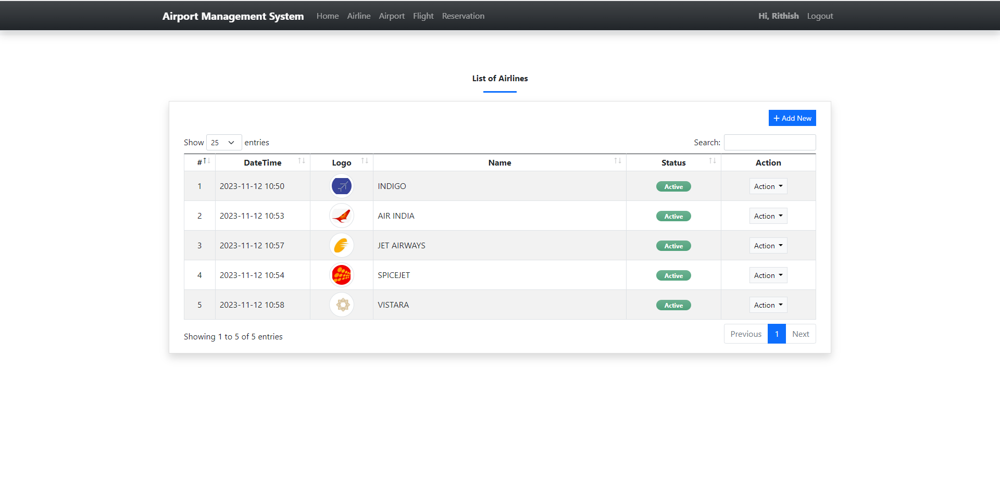 Airport Management System Home Airline Airport Flight Reservation Hi, Rithish Logout
List of Airlines
+ Add New
Show 25 entries Search:
# DateTime Logo Name Status Action
1 2023-11-12 10:50 INDIGO Active Action
2 2023-11-12 10:53 AIR INDIA Active Action
3 2023-11-12 10:57 JET AIRWAYS Active Action
4 2023-11-12 10:54 SPICEJET Active Action
5 2023-11-12 10:58 VISTARA Active Action
Showing 1 to 5 of 5 entries Previous 1 Next